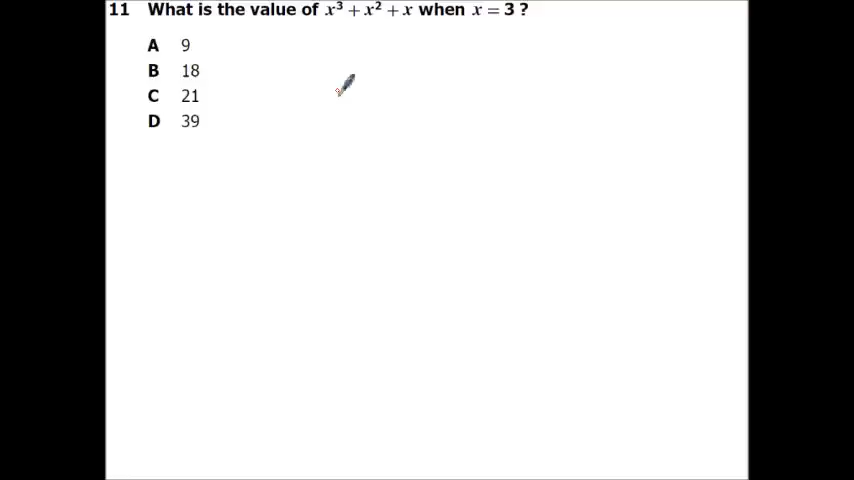 11 What is the value of x³ + x² + x when x = 3 ?
A 9
B 18
C 21
D 39